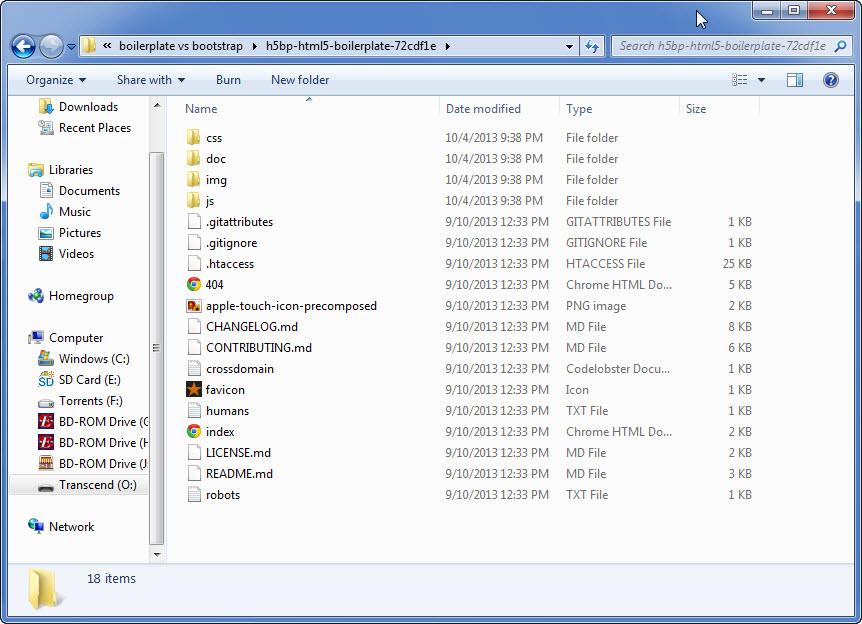 « boilerplate vs bootstrap h5bp-html5-boilerplate-72cdf1e Search h5bp-html5-boilerplate-72cdf1e
Organize Share with Burn New folder
Downloads
Recent Places
Libraries
Documents
Music
Pictures
Videos
Homegroup
Computer
Windows (C:)
SD Card (E:)
Torrents (F:)
BD-ROM Drive (G
BD-ROM Drive (H
BD-ROM Drive (J:
Transcend (O:)
Network
Name Date modified Type Size
css 10/4/2013 9:38 PM File folder
doc 10/4/2013 9:38 PM File folder
img 10/4/2013 9:38 PM File folder
js 10/4/2013 9:38 PM File folder
.gitattributes 9/10/2013 12:33 PM GITATTRIBUTES File 1 KB
.gitignore 9/10/2013 12:33 PM GITIGNORE File 1 KB
.htaccess 9/10/2013 12:33 PM HTACCESS File 25 KB
404 9/10/2013 12:33 PM Chrome HTML Do... 5 KB
apple-touch-icon-precomposed 9/10/2013 12:33 PM PNG image 2 KB
CHANGELOG.md 9/10/2013 12:33 PM MD File 8 KB
CONTRIBUTING.md 9/10/2013 12:33 PM MD File 6 KB
crossdomain 9/10/2013 12:33 PM Codelobster Docu... 1 KB
favicon 9/10/2013 12:33 PM Icon 1 KB
humans 9/10/2013 12:33 PM TXT File 1 KB
index 9/10/2013 12:33 PM Chrome HTML Do... 2 KB
LICENSE.md 9/10/2013 12:33 PM MD File 2 KB
README.md 9/10/2013 12:33 PM MD File 3 KB
robots 9/10/2013 12:33 PM TXT File 1 KB
18 items